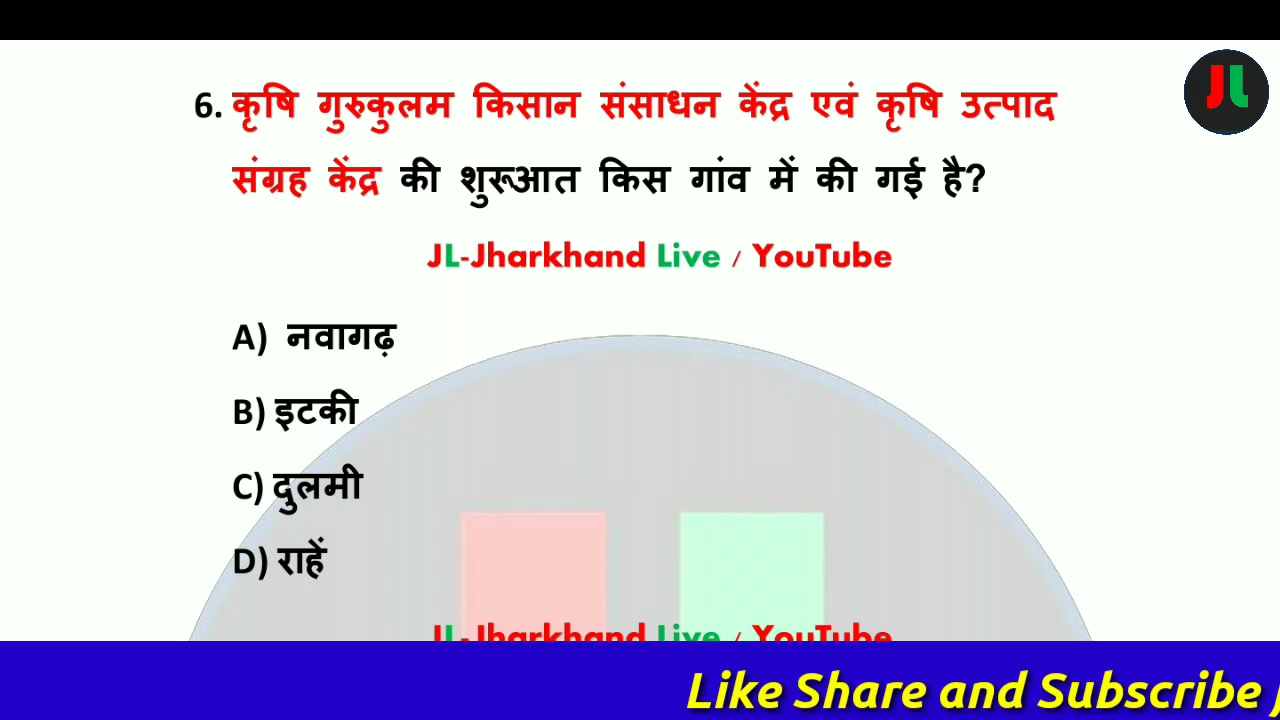 JL
6. कृषि गुरुकुलम किसान संसाधन केंद्र एवं कृषि उत्पाद
संग्रह केंद्र की शुरूआत किस गांव में की गई है?
JL-Jharkhand Live / YouTube
A) नवागढ़
B) इटकी
C) दुलमी
D) राहें
JL-Jharkhand Live / YouTube
Like Share and Subscribe